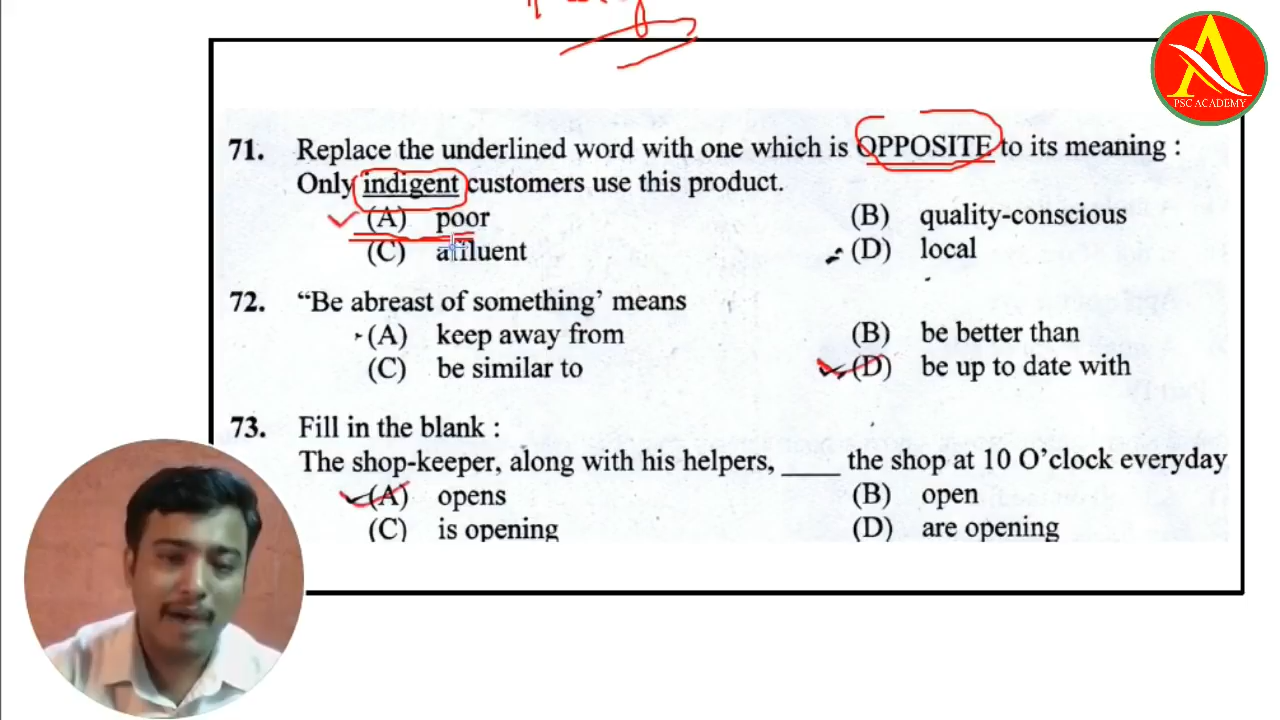 PSC ACADEMY
71. Replace the underlined word with one which is OPPOSITE to its meaning :
Only indigent customers use this product.
(A) poor (B) quality-conscious
(C) affluent (D) local
72. “Be abreast of something’ means
(A) keep away from (B) be better than
(C) be similar to (D) be up to date with
73. Fill in the blank :
The shop-keeper, along with his helpers, ____ the shop at 10 O’clock everyday
(A) opens (B) open
(C) is opening (D) are opening